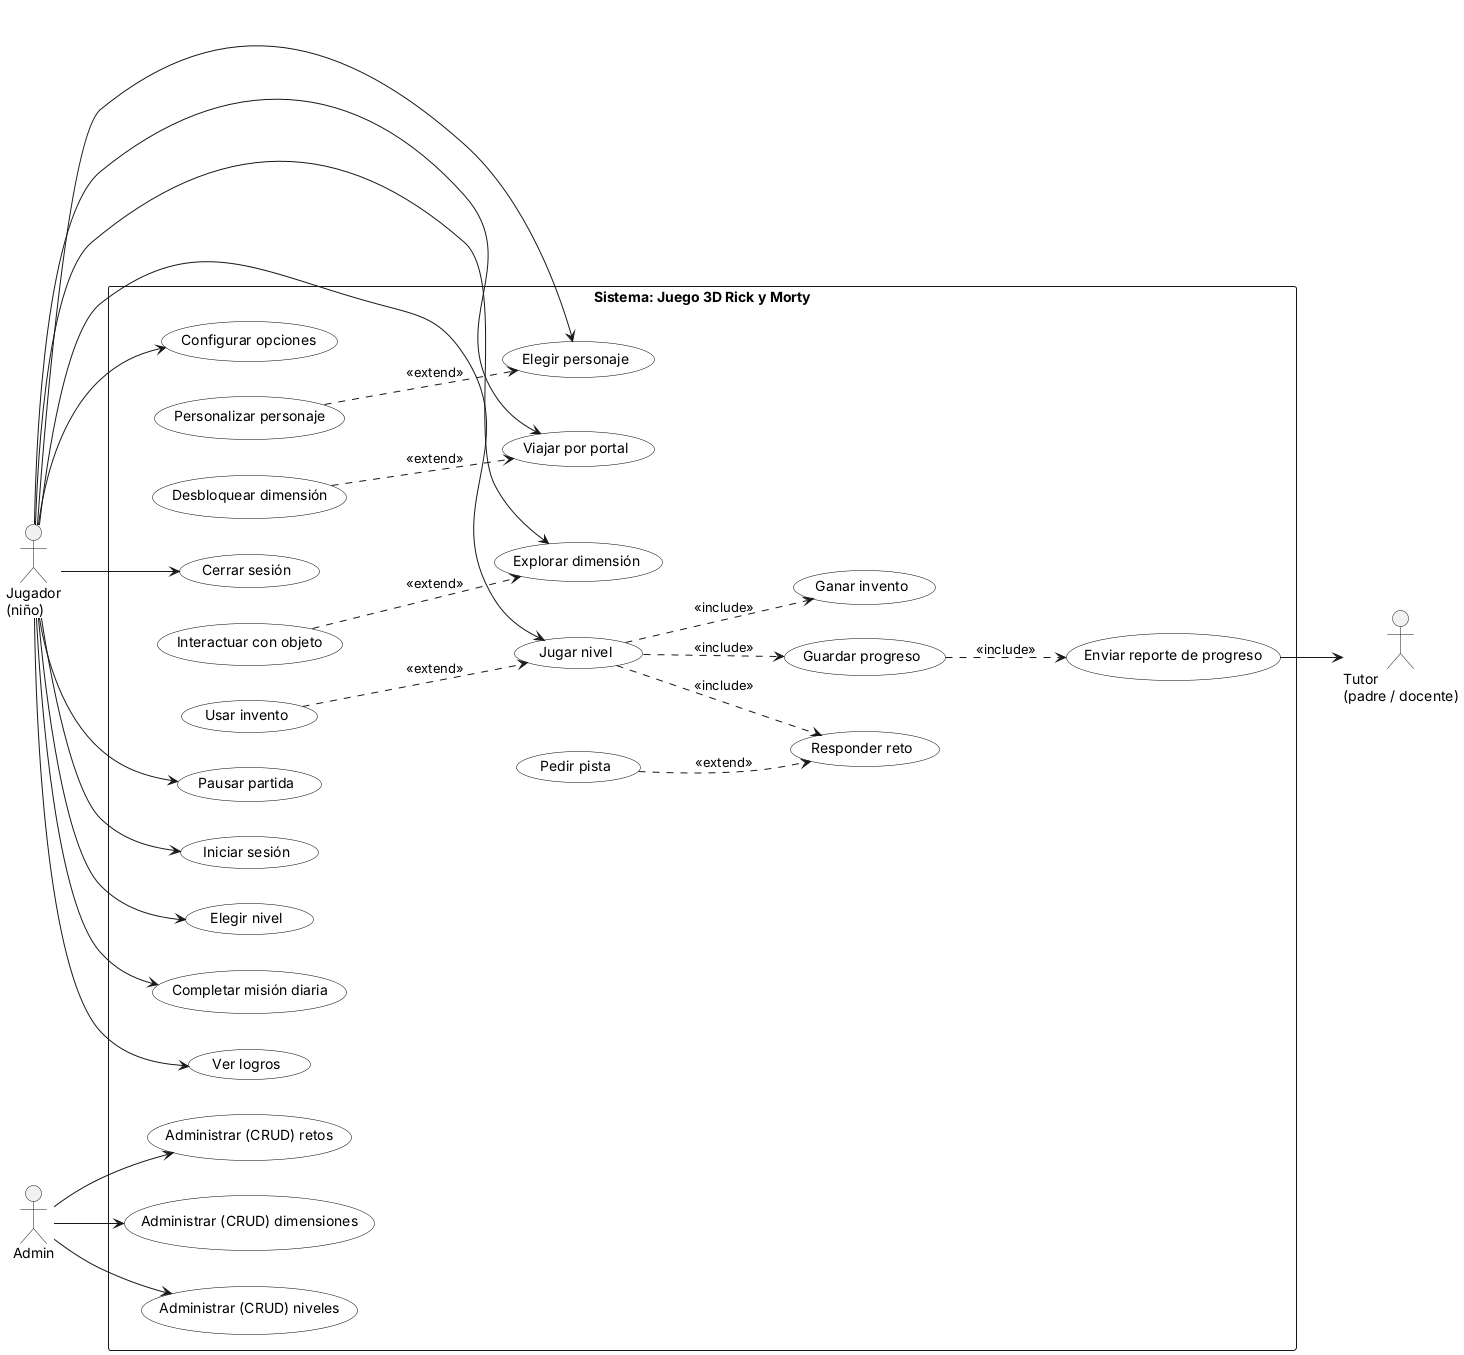 Sistema: Juego 3D Rick y Morty
Configurar opciones
Elegir personaje
«extend»
Personalizar personaje
Viajar por portal
«extend»
Desbloquear dimensión
Explorar dimensión
Cerrar sesión
«extend»
Ganar invento
Jugador
(niño)
«include»
Interactuar con objeto
Jugar nivel
«include»
Guardar progreso
«include»
Enviar reporte de progreso
«extend»
Tutor
(padre / docente)
«include»
Usar invento
Responder reto
Pedir pista
«extend»
Pausar partida
Iniciar sesión
Elegir nivel
Completar misión diaria
Ver logros
Administrar (CRUD) retos
Administrar (CRUD) dimensiones
Admin
Administrar (CRUD) niveles